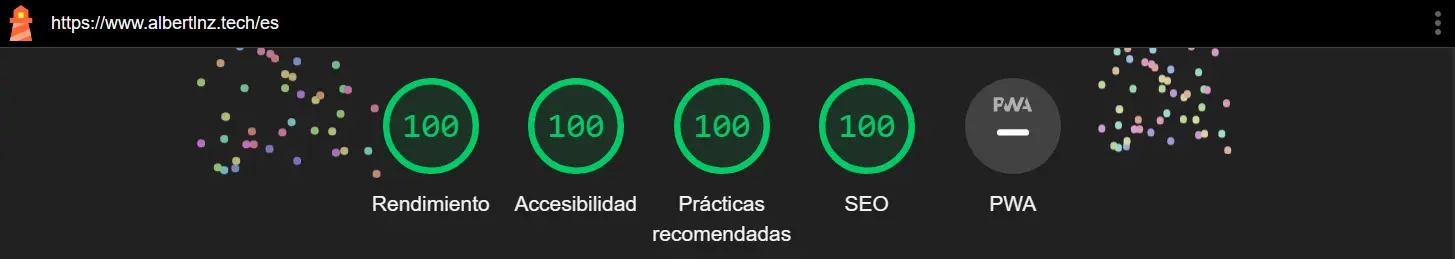 https://www.albertlnz.tech/es
100
100
100
100
PWA
Rendimiento
Accesibilidad
Prácticas
recomendadas
SEO
PWA